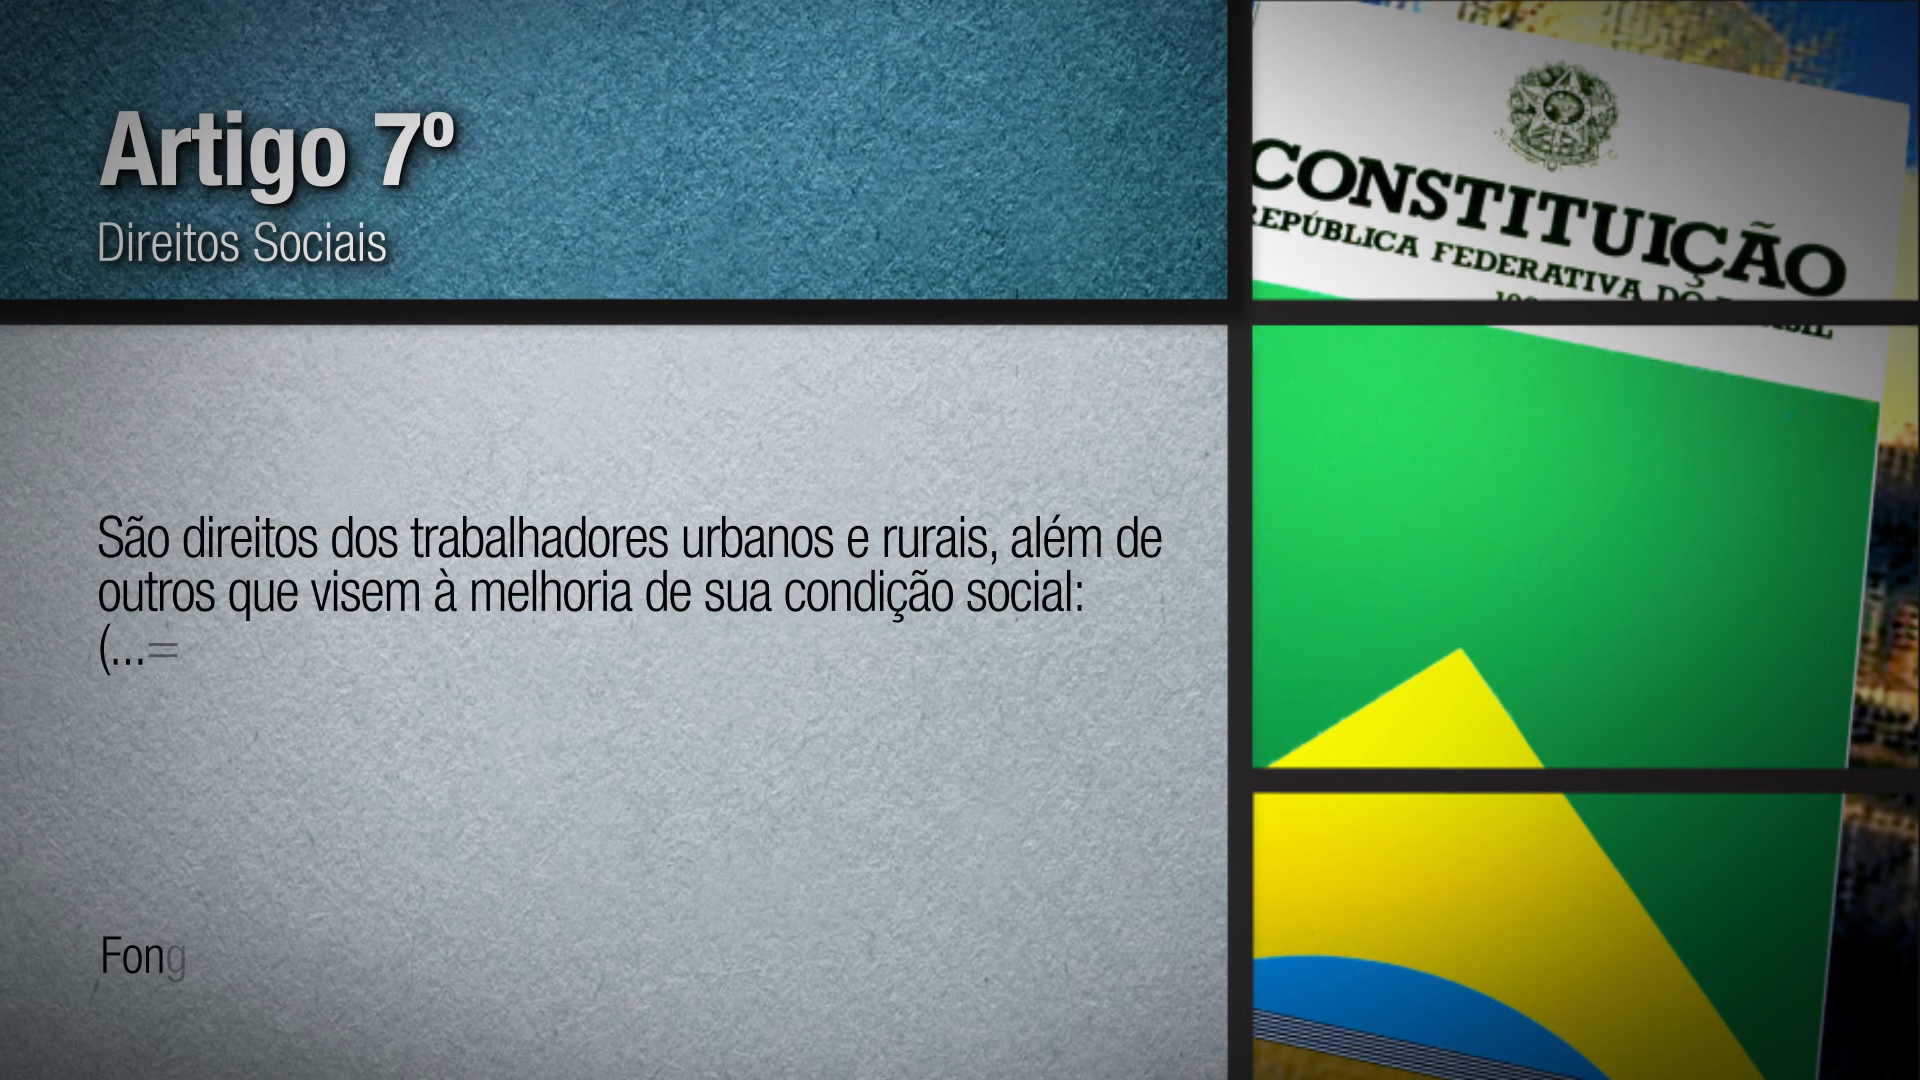 Artigo 7º
Direitos Sociais
São direitos dos trabalhadores urbanos e rurais, além de
outros que visem à melhoria de sua condição social:
(...=
Fong
CONSTITUIÇÃO
REPÚBLICA FEDERATIVA DO